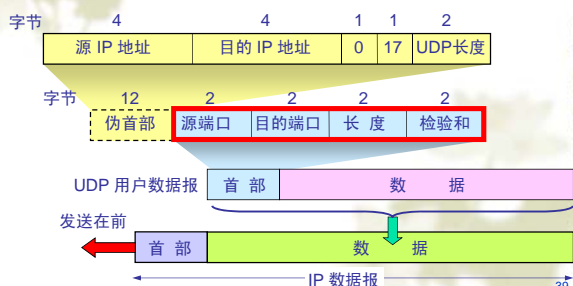 字节 4 4 1 1 2
源 IP 地址 目的 IP 地址 0 17 UDP长度
字节 12 2 2 2 2
伪首部 源端口 目的端口 长 度 检验和
UDP 用户数据报 首 部 数 据
发送在前
首 部 数 据
IP 数据报
39